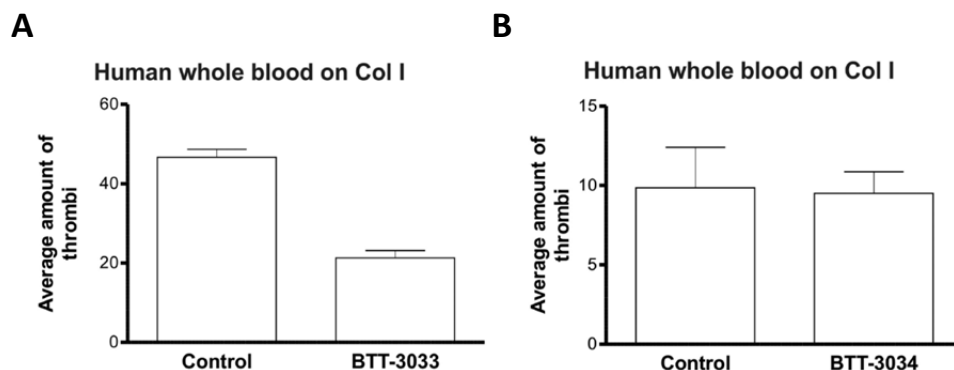 A
Human whole blood on Col I
Average amount of
thrombi
60
40
20
0
Control
BTT-3033
B
Human whole blood on Col I
Average amount of
thrombi
15
10
5
0
Control
BTT-3034